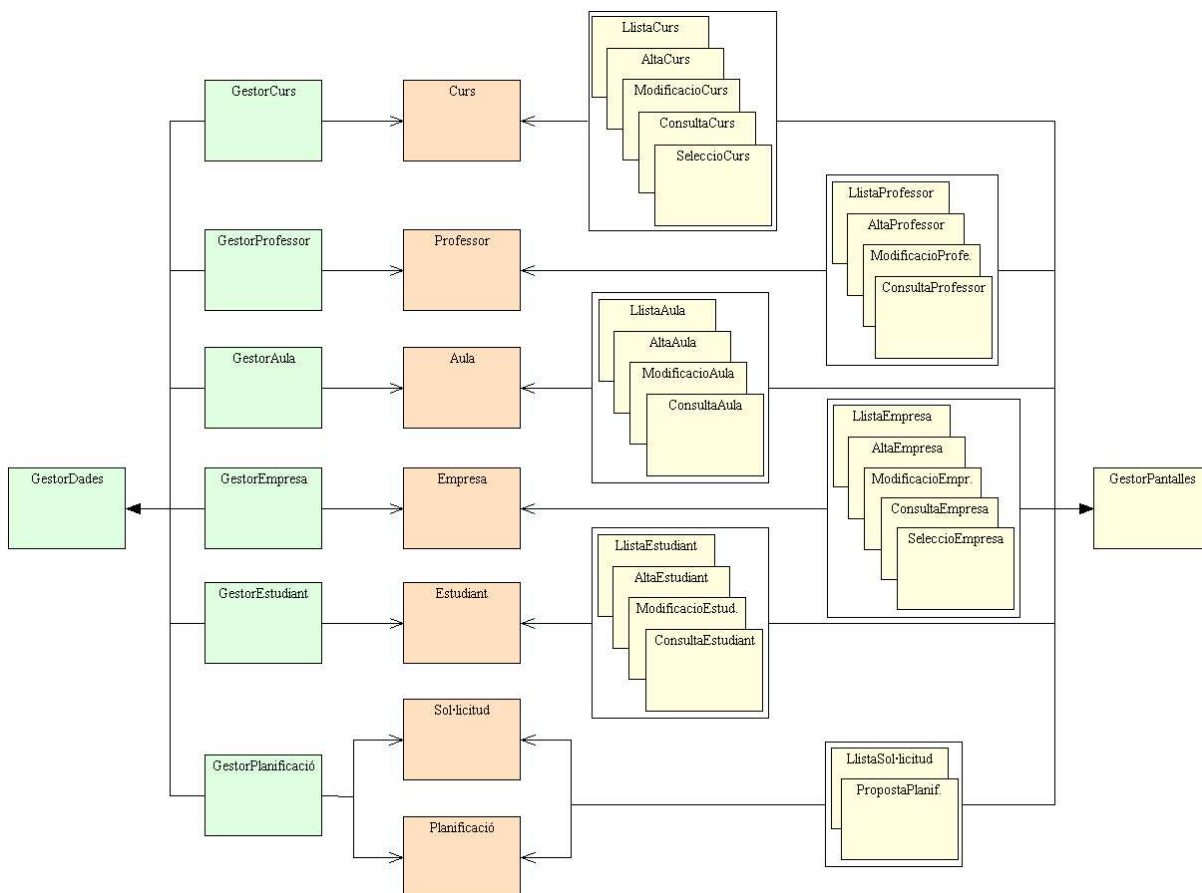 LlistaCurs
AltaCurs
GestorCurs
Curs
ModificacioCurs
ConsultaCurs
SeleccioCurs
LlistaProfessor
AltaProfessor
GestorProfessor
Professor
ModificacioProfe.
ConsultaProfessor
LlistaAula
AltaAula
GestorAula
Aula
ModificacioAula
ConsultaAula
LlistaEmpresa
AltaEmpresa
GestorDades
GestorEmpresa
Empresa
ModificacioEmpr.
GestorPantalles
ConsultaEmpresa
SeleccioEmpresa
LlistaEstudiant
AltaEstudiant
GestorEstudiant
Estudiant
ModificacioEstud.
ConsultaEstudiant
Sol·licitud
GestorPlanificació
LlistaSol·licitud
PropostaPlanif.
Planificació